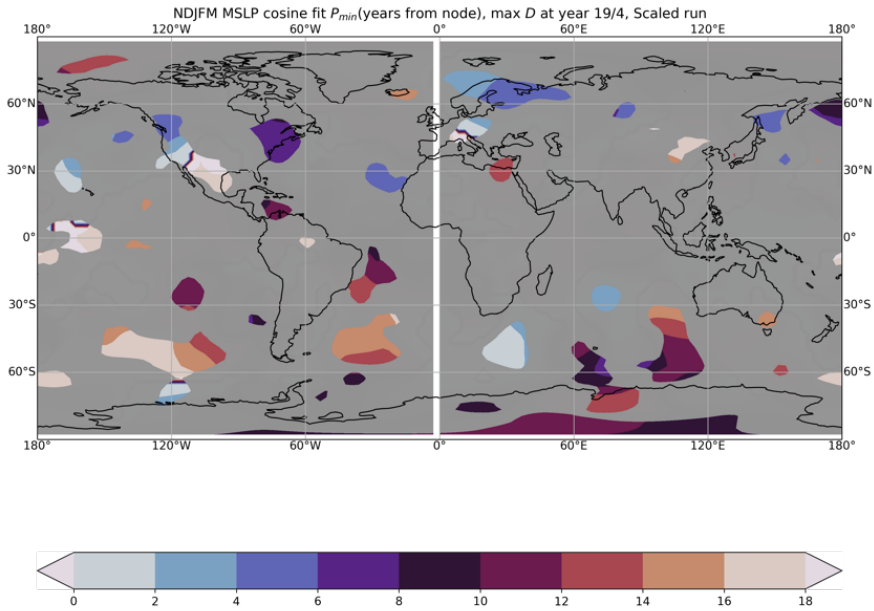 NDJFM MSLP cosine fit Pmin(years from node), max D at year 19/4, Scaled run
180° 120°W 60°W 0° 60°E 120°E 180°
60°N 60°N
30°N 30°N
0° 0°
30°S 30°S
60°S 60°S
180° 120°W 60°W 0° 60°E 120°E 180°
0 2 4 6 8 10 12 14 16 18